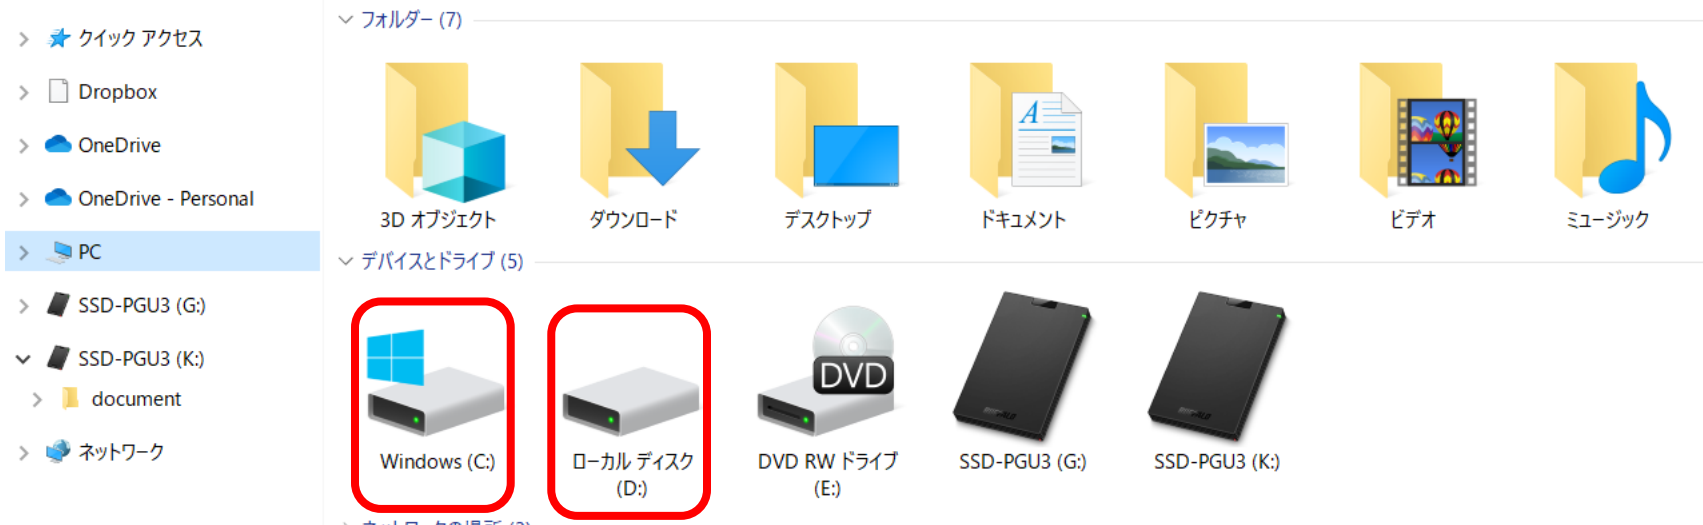 クイック アクセス
Dropbox
OneDrive
OneDrive - Personal
PC
SSD-PGU3 (G:)
SSD-PGU3 (K:)
document
ネットワーク
フォルダー (7)
3D オブジェクト
ダウンロード
デスクトップ
ドキュメント
ピクチャ
ビデオ
ミュージック
デバイスとドライブ (5)
Windows (C:)
ローカル ディスク
(D:)
DVD
DVD RW ドライブ
(E:)
SSD-PGU3 (G:)
SSD-PGU3 (K:)